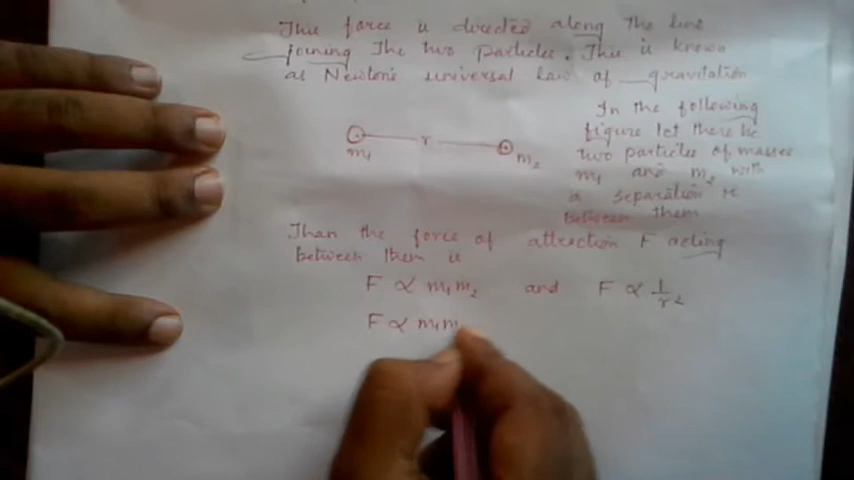 This force is directed along the line
joining The two particles. This is known
as Newton's universal law of gravitation
m1
r
m2
In the following
figure let there be
two particles of masses
m1 and m2 with
a separation r
between them
Than the force of attraction F acting
between them is
F ∝ m1m2 and F ∝ 1/r2
F ∝ m1m